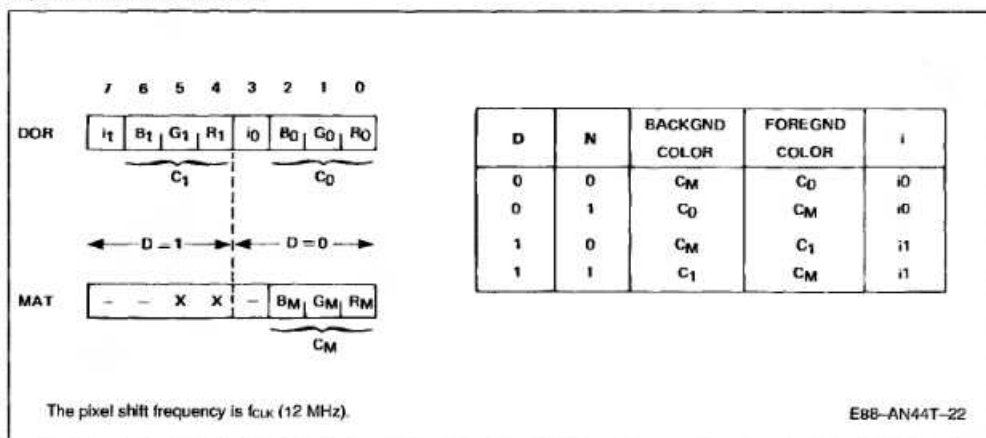 7 6 5 4 3 2 1 0
DOR i1 B1 G1 R1 i0 B0 G0 R0
C1 C0
D = 1 D = 0
MAT – – X X – BM GM RM
CM
D N BACKGND COLOR FOREGND COLOR i
0 0 CM C0 i0
0 1 C0 CM i0
1 0 CM C1 i1
1 1 C1 CM i1
The pixel shift frequency is fCLK (12 MHz).
E88–AN44T–22